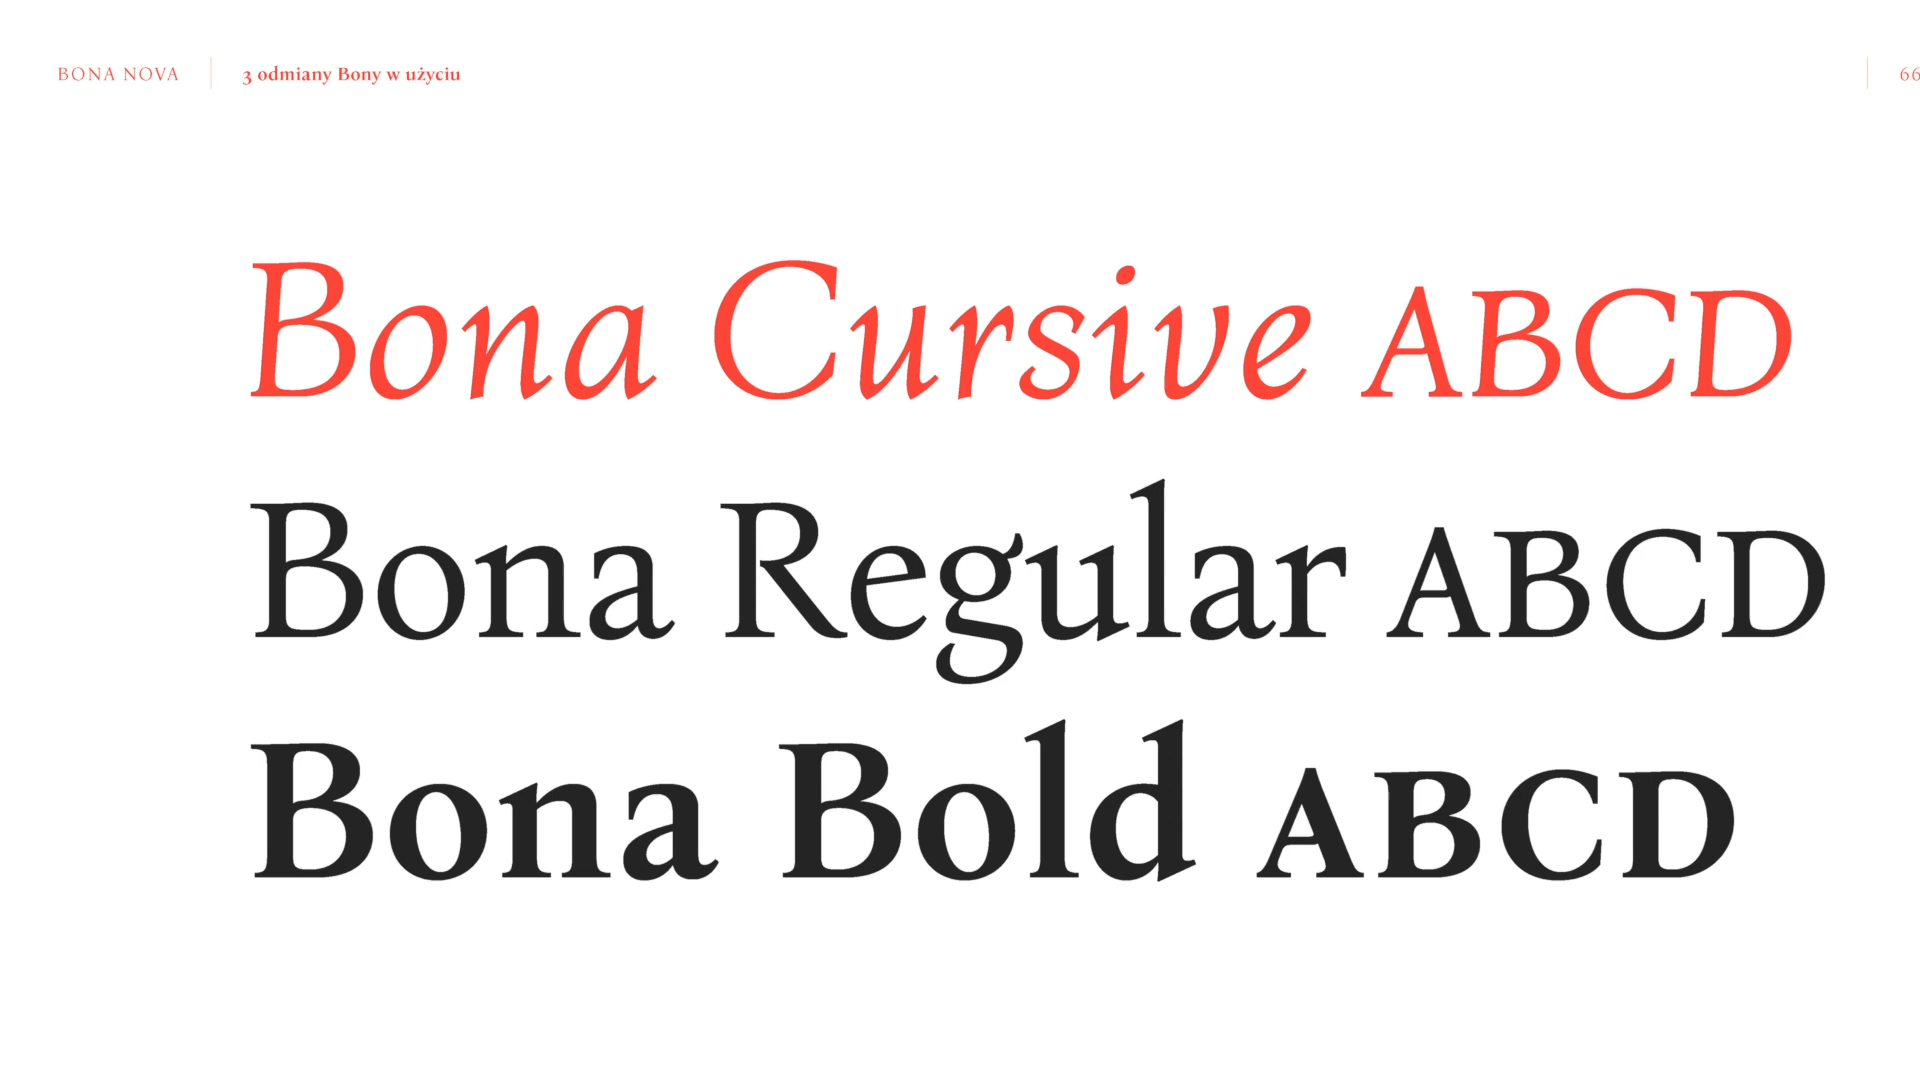 BONA NOVA
3 odmiany Bony w użyciu
66
Bona Cursive ABCD
Bona Regular ABCD
Bona Bold ABCD